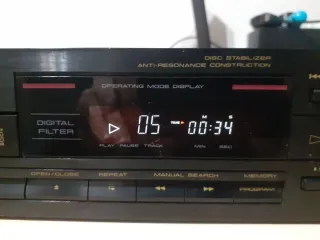 DISC STABILIZER
ANTI-RESONANCE CONSTRUCTION
OPERATING MODE DISPLAY
DIGITAL
FILTER
05 TIME 00:34
M S
PLAY PAUSE TRACK MIN SEC
OPEN/CLOSE REPEAT MANUAL SEARCH MEMORY
PROGRAM